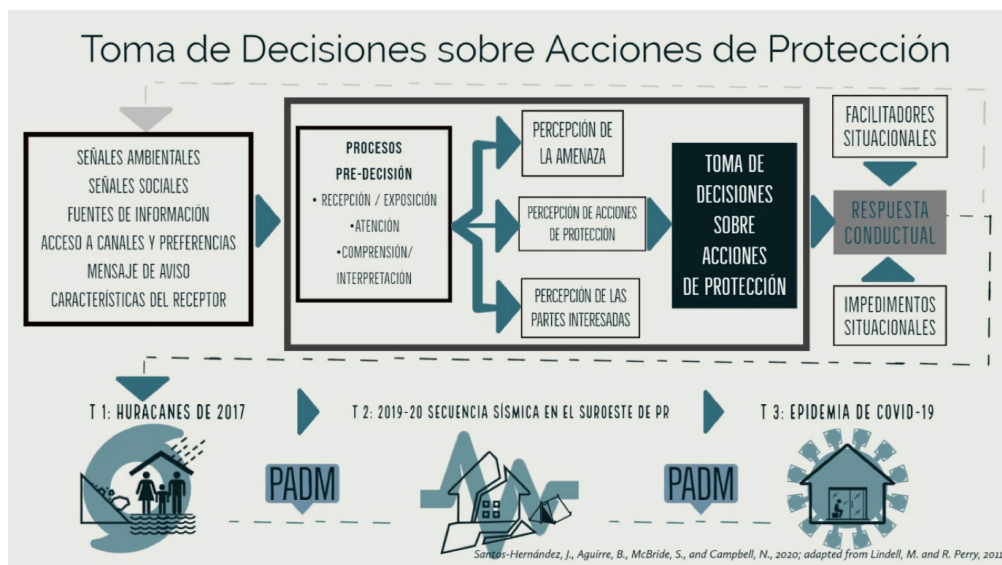 Toma de Decisiones sobre Acciones de Protección
SEÑALES AMBIENTALES
SEÑALES SOCIALES
FUENTES DE INFORMACIÓN
ACCESO A CANALES Y PREFERENCIAS
MENSAJE DE AVISO
CARACTERÍSTICAS DEL RECEPTOR
PROCESOS
PRE-DECISIÓN
• RECEPCIÓN / EXPOSICIÓN
•ATENCIÓN
•COMPRENSIÓN/
INTERPRETACIÓN
PERCEPCIÓN DE
LA AMENAZA
PERCEPCIÓN DE ACCIONES
DE PROTECCIÓN
PERCEPCIÓN DE LAS
PARTES INTERESADAS
TOMA DE
DECISIONES
SOBRE
ACCIONES
DE PROTECCIÓN
FACILITADORES
SITUACIONALES
RESPUESTA
CONDUCTUAL
IMPEDIMENTOS
SITUACIONALES
T 1: HURACANES DE 2017
T 2: 2019-20 SECUENCIA SÍSMICA EN EL SUROESTE DE PR
T 3: EPIDEMIA DE COVID-19
PADM
PADM
Santos-Hernández, J., Aguirre, B., McBride, S., and Campbell, N., 2020; adapted from Lindell, M. and R. Perry, 2011